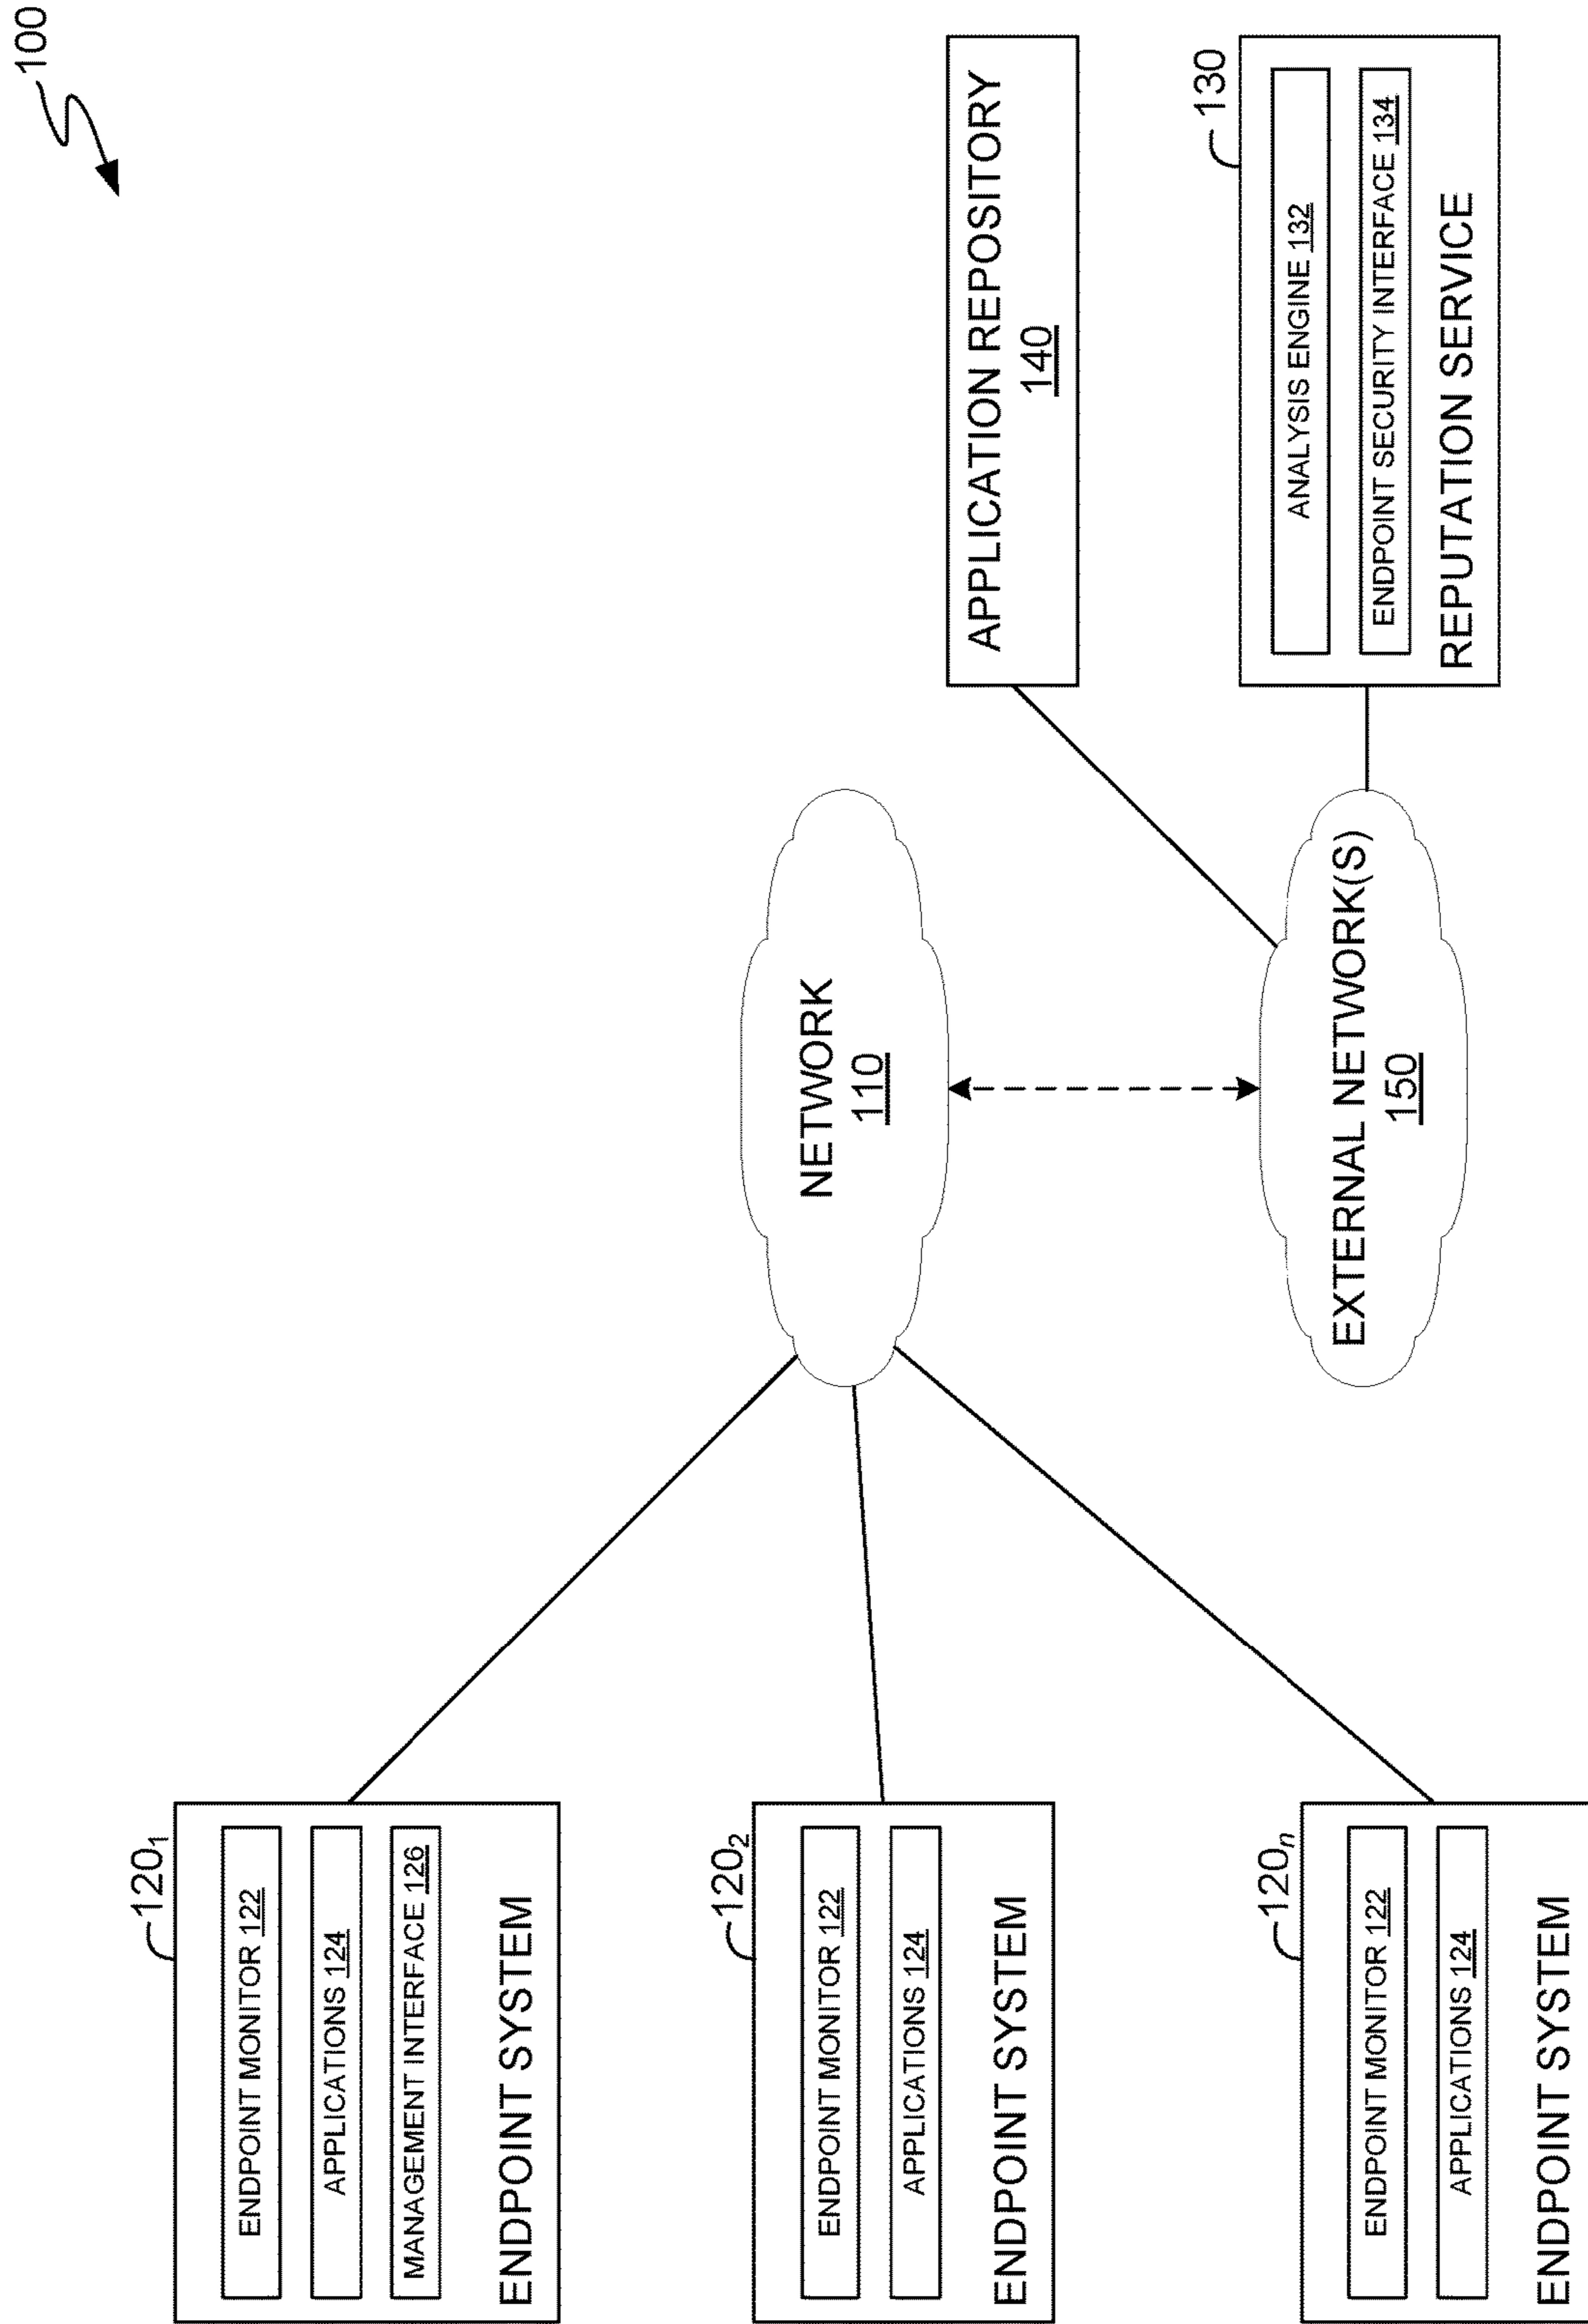 100
120₁
ENDPOINT MONITOR 122
APPLICATIONS 124
MANAGEMENT INTERFACE 126
ENDPOINT SYSTEM
120₂
ENDPOINT MONITOR 122
APPLICATIONS 124
ENDPOINT SYSTEM
120ₙ
ENDPOINT MONITOR 122
APPLICATIONS 124
ENDPOINT SYSTEM
NETWORK
110
EXTERNAL NETWORK(S)
150
APPLICATION REPOSITORY
140
130
ANALYSIS ENGINE 132
ENDPOINT SECURITY INTERFACE 134
REPUTATION SERVICE